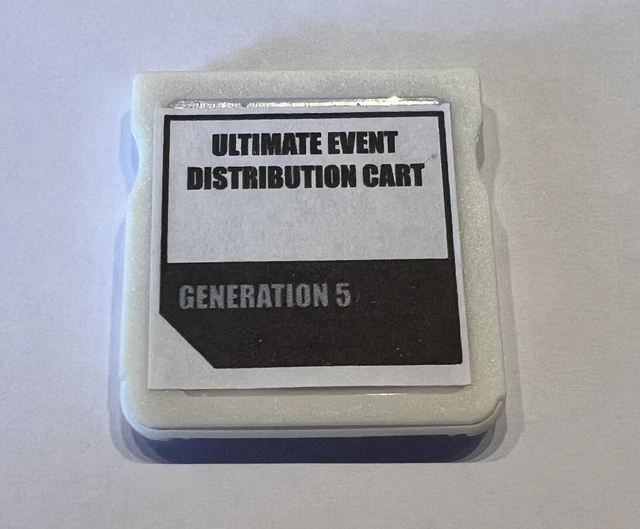 ULTIMATE EVENT
DISTRIBUTION CART
GENERATION 5